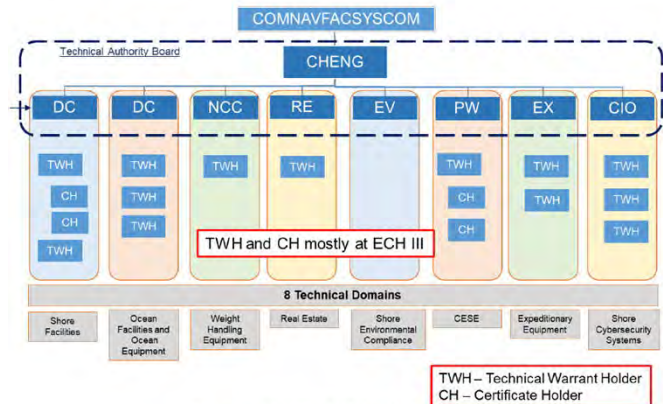 COMNAVFACSYSCOM
Technical Authority Board
CHENG
DC DC NCC RE EV PW EX CIO
TWH TWH TWH TWH TWH TWH TWH
CH TWH CH TWH TWH
CH TWH CH TWH
TWH
TWH and CH mostly at ECH III
8 Technical Domains
Shore
Facilities
Ocean
Facilities and
Ocean
Equipment
Weight
Handling
Equipment
Real Estate
Shore
Environmental
Compliance
CESE
Expeditionary
Equipment
Shore
Cybersecurity
Systems
TWH – Technical Warrant Holder
CH – Certificate Holder